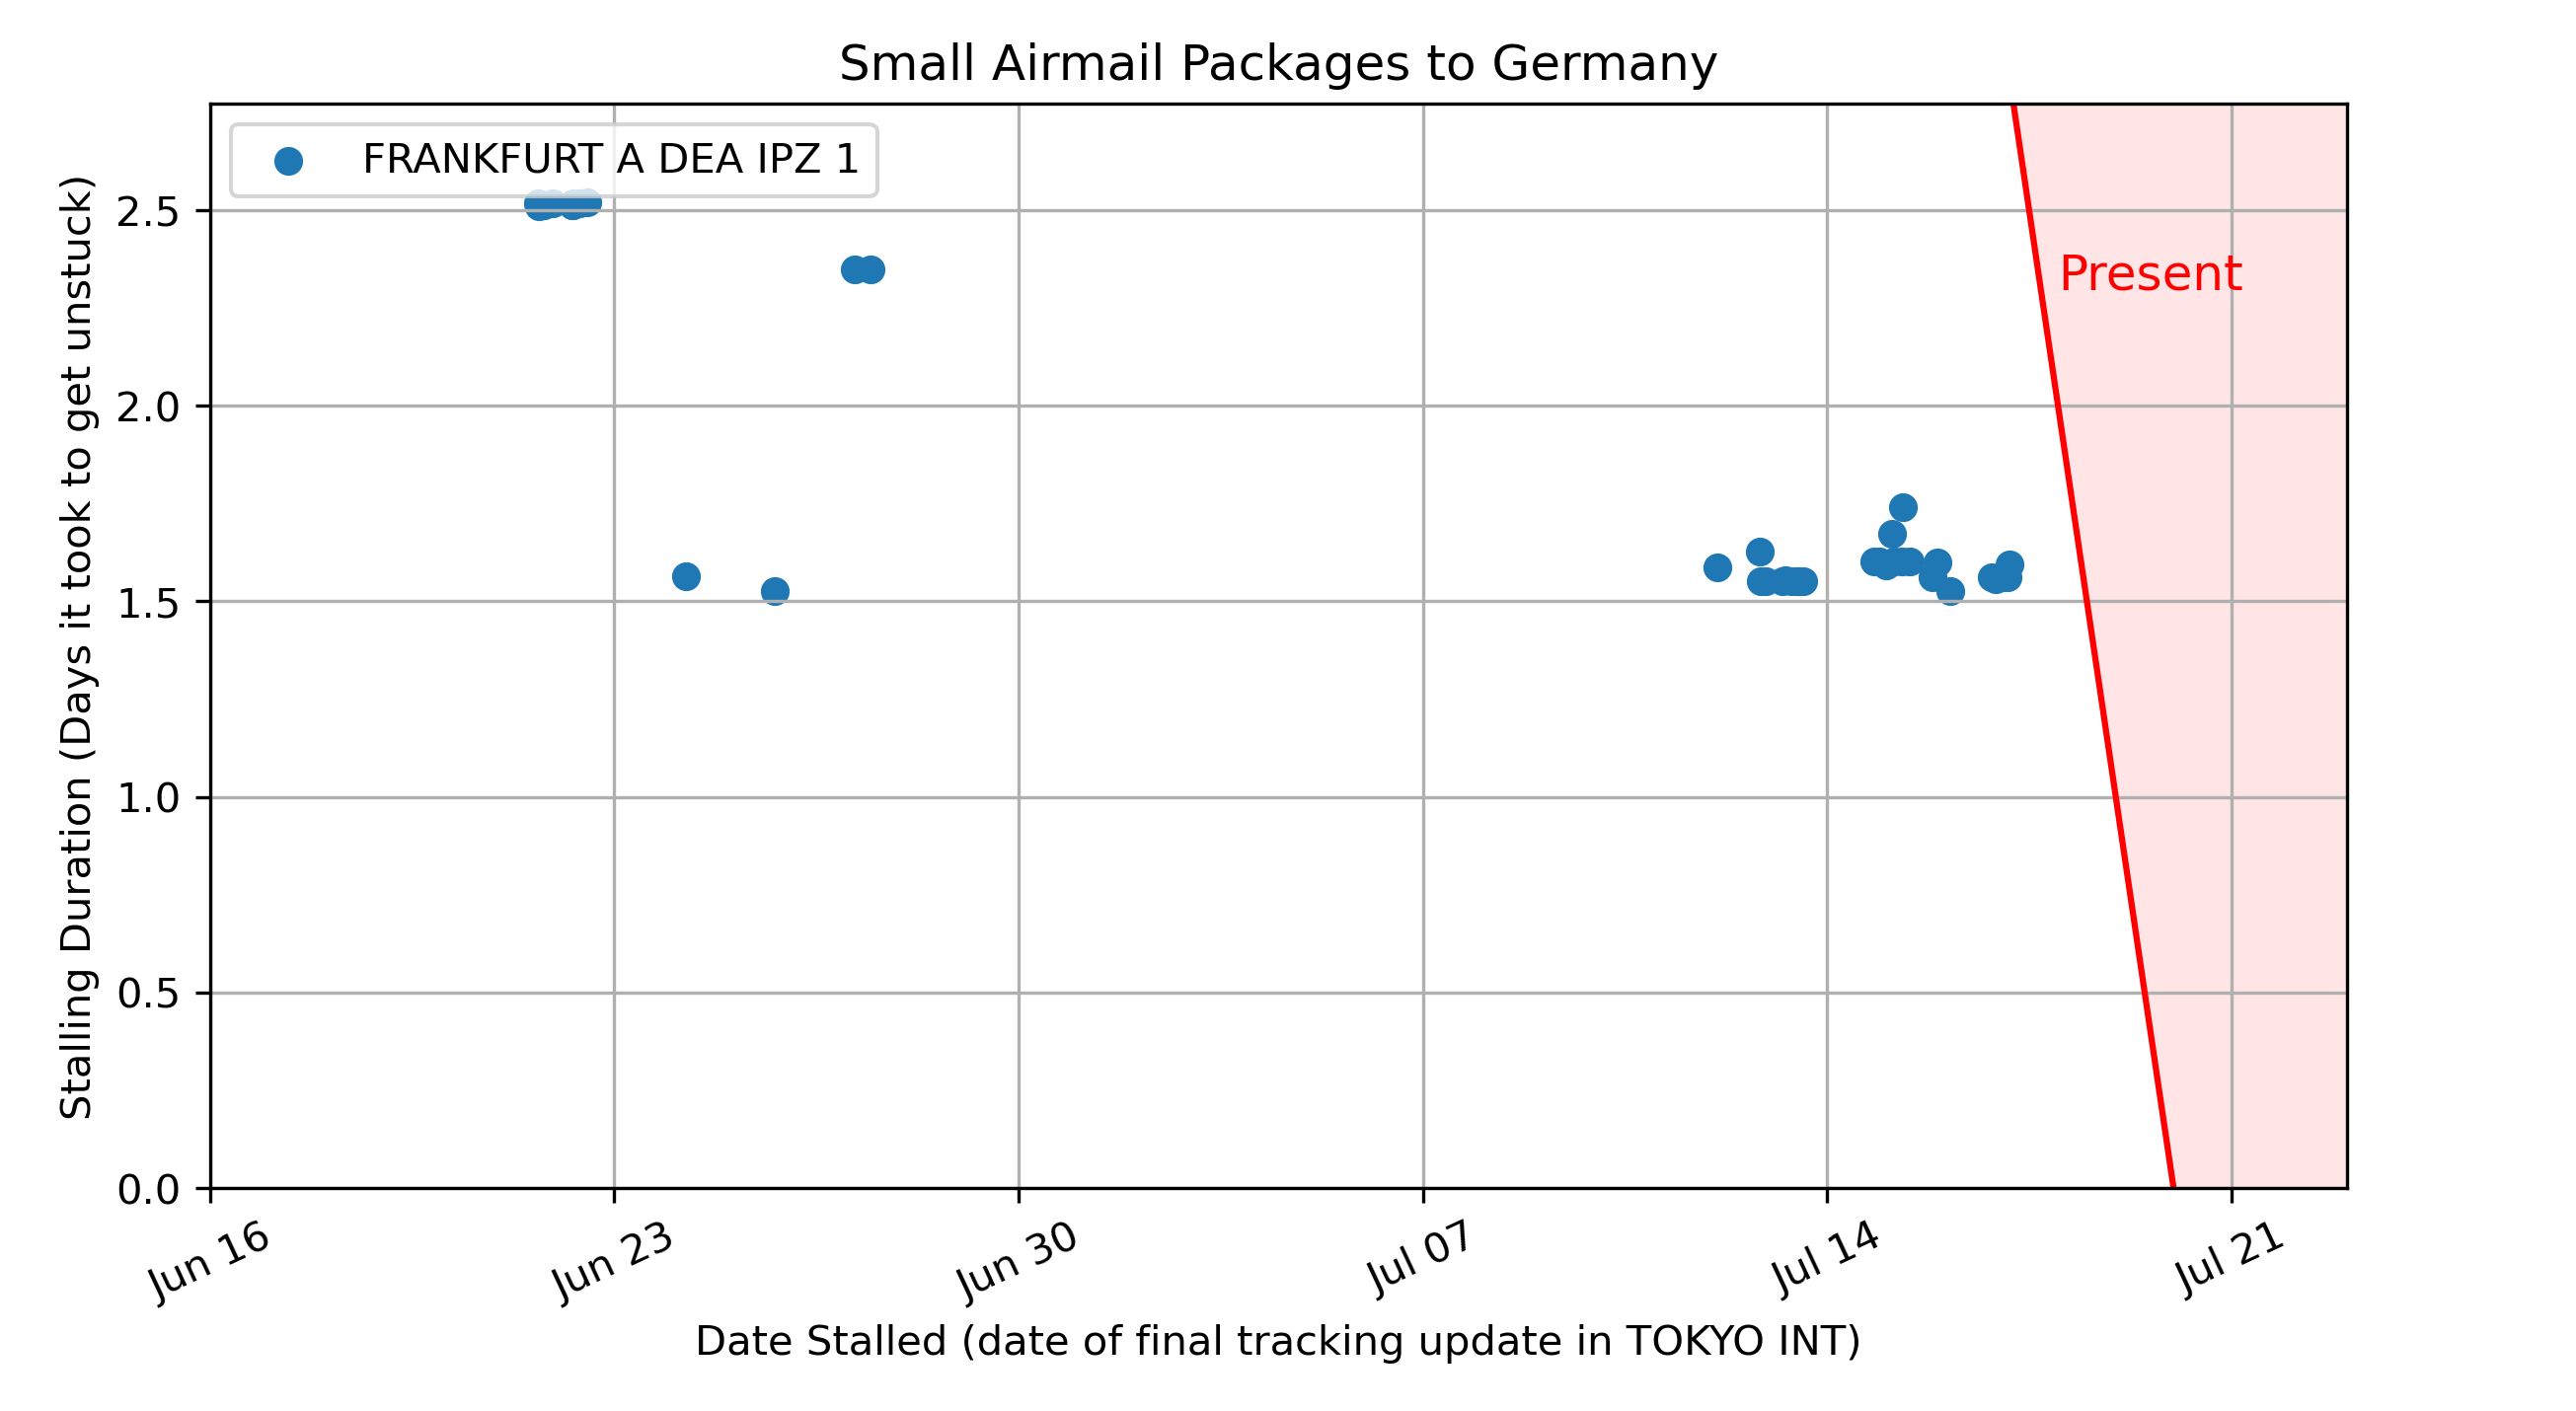 Small Airmail Packages to Germany
FRANKFURT A DEA IPZ 1
Present
Stalling Duration (Days it took to get unstuck)
2.5
2.0
1.5
1.0
0.5
0.0
Jun 16
Jun 23
Jun 30
Jul 07
Jul 14
Jul 21
Date Stalled (date of final tracking update in TOKYO INT)